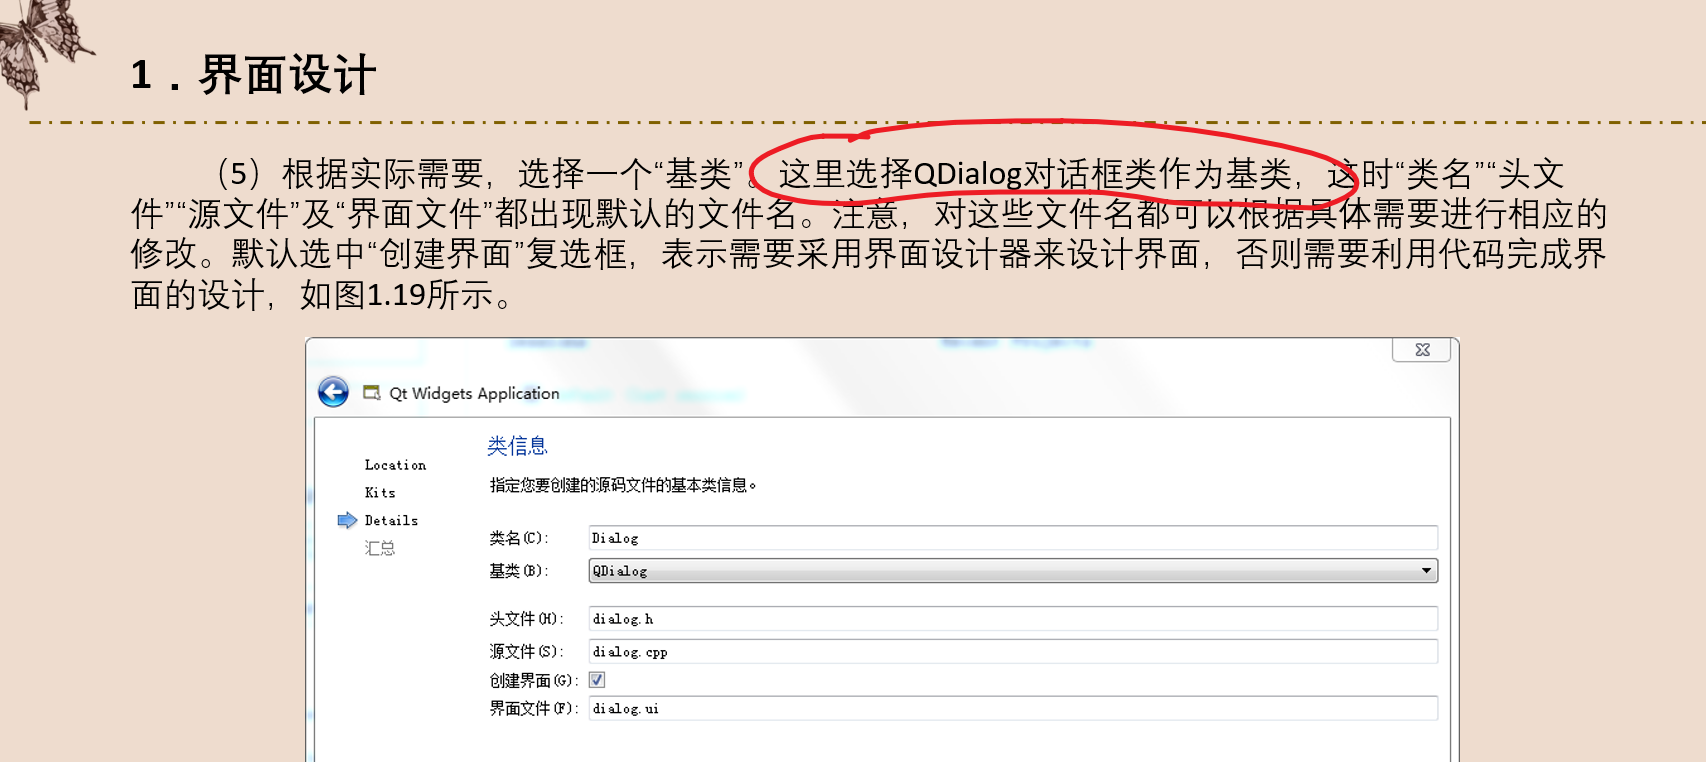 1．界面设计
（5）根据实际需要，选择一个“基类”。这里选择QDialog对话框类作为基类，这时“类名”“头文
件”“源文件”及“界面文件”都出现默认的文件名。注意，对这些文件名都可以根据具体需要进行相应的
修改。默认选中“创建界面”复选框，表示需要采用界面设计器来设计界面，否则需要利用代码完成界
面的设计，如图1.19所示。
Qt Widgets Application
类信息
Location
指定您要创建的源码文件的基本类信息。
Kits
Details
汇总
类名(C): Dialog
基类(B): QDialog
头文件(H): dialog.h
源文件(S): dialog.cpp
创建界面(G):
界面文件(F): dialog.ui